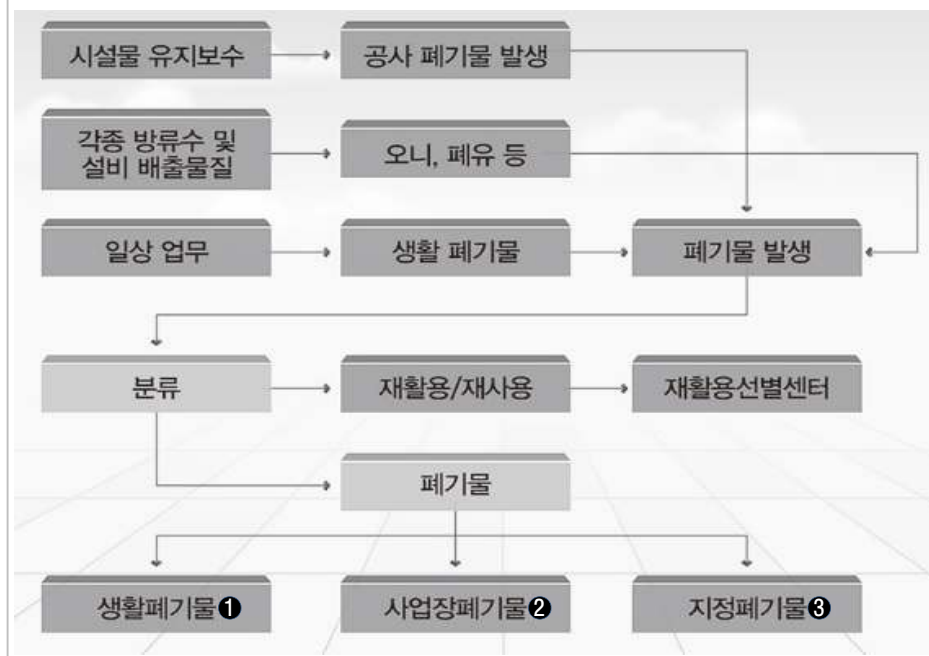 시설물 유지보수
공사 폐기물 발생
각종 방류수 및
설비 배출물질
오니, 폐유 등
일상 업무
생활 폐기물
폐기물 발생
분류
재활용/재사용
재활용선별센터
폐기물
생활폐기물❶
사업장폐기물❷
지정폐기물❸